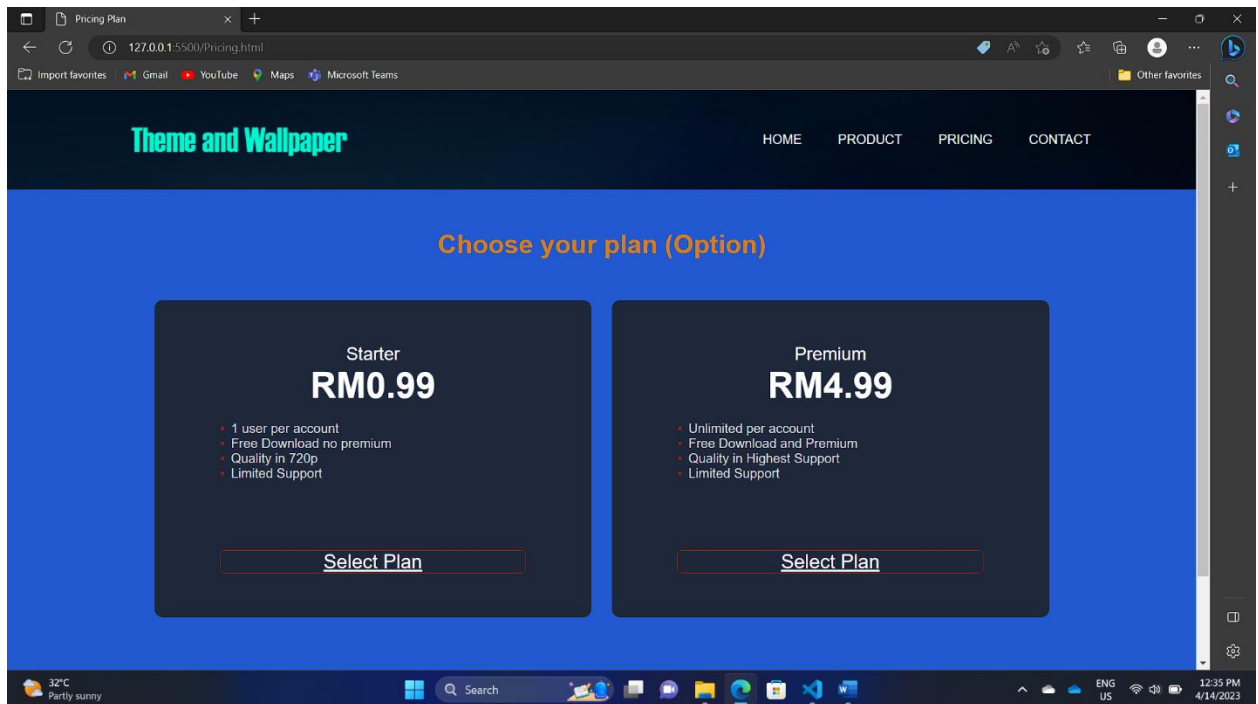 Pricing Plan
127.0.0.1:5500/Pricing.html
Import favorites Gmail YouTube Maps Microsoft Teams Other favorites
Theme and Wallpaper
HOME PRODUCT PRICING CONTACT
Choose your plan (Option)
Starter
RM0.99
1 user per account
Free Download no premium
Quality in 720p
Limited Support
Select Plan
Premium
RM4.99
Unlimited per account
Free Download and Premium
Quality in Highest Support
Limited Support
Select Plan
32°C
Partly sunny
Search
ENG
US
12:35 PM
4/14/2023